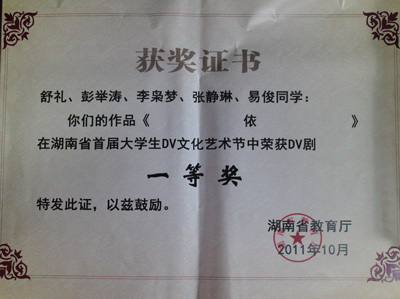 获奖证书
舒礼、彭举涛、李枭梦、张静琳、易俊同学：
你们的作品《 依 》
在湖南省首届大学生DV文化艺术节中荣获DV剧
一等奖
特发此证，以兹鼓励。
湖南省教育厅
2011年10月